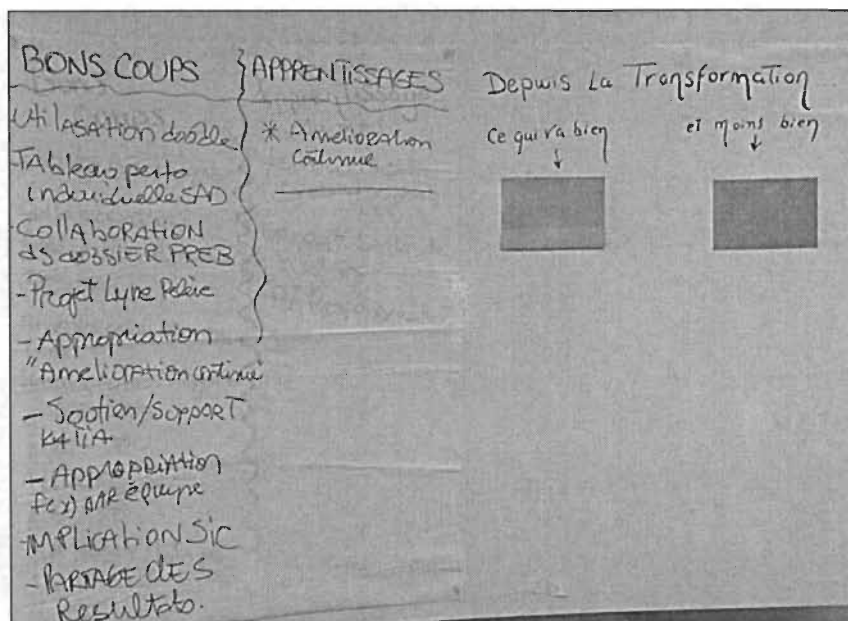 BONS COUPS
Utilasation doodle
Tableau perfo
individuelle SAD
- Collaboration
ds dossier PREB
- Projet Lyne
- Appropriation
"Amelioration continue"
- Soutien/Support
- Appropriation
f(x) par équipe
- Implication SIC
- Partage des
Resultats.
APPRENTISSAGES
* Amelioration
continue
Depuis La Transformation
Ce qui va bien
et moins bien